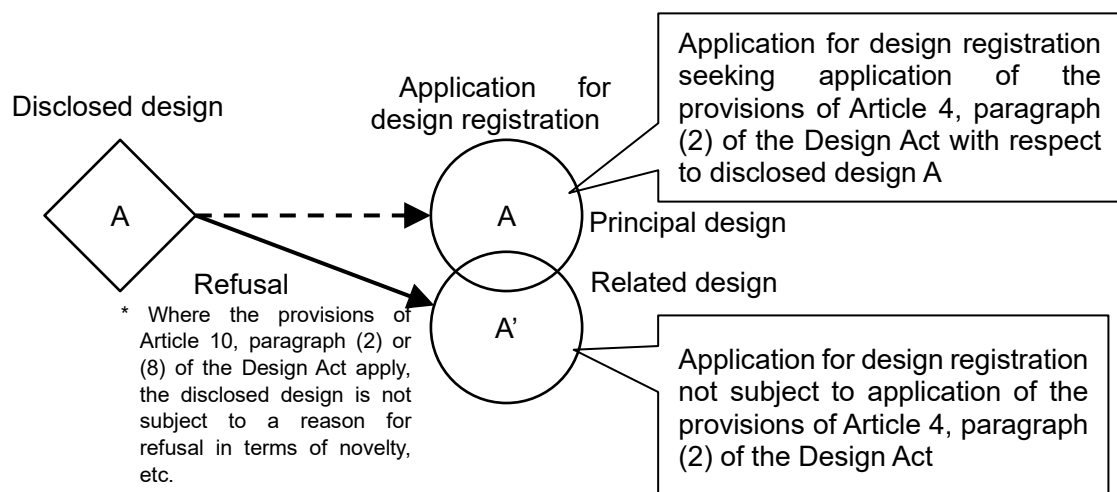 Disclosed design
A
Application for
design registration
Application for design registration
seeking application of the
provisions of Article 4, paragraph
(2) of the Design Act with respect
to disclosed design A
A
Principal design
Refusal
* Where the provisions of
Article 10, paragraph (2) or
(8) of the Design Act apply,
the disclosed design is not
subject to a reason for
refusal in terms of novelty,
etc.
Related design
A'
Application for design registration
not subject to application of the
provisions of Article 4, paragraph
(2) of the Design Act